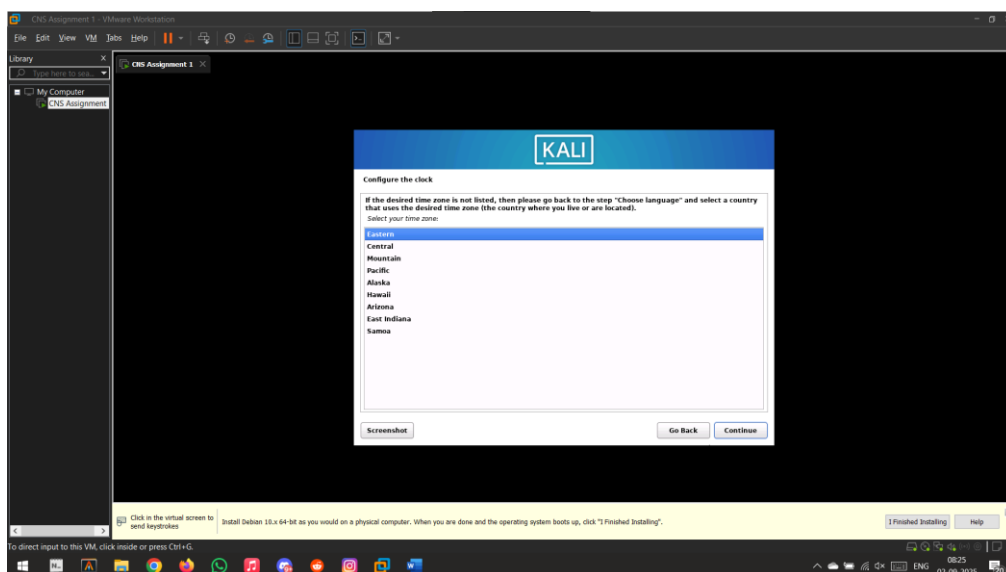 CNS Assignment 1 - VMware Workstation
File Edit View VM Tabs Help
Library X
Type here to sea...
CNS Assignment 1
My Computer
CNS Assignment
KALI
Configure the clock
If the desired time zone is not listed, then please go back to the step "Choose language" and select a country
that uses the desired time zone (the country where you live or are located).
Select your time zone:
Eastern
Central
Mountain
Pacific
Alaska
Hawaii
Arizona
East Indiana
Samoa
Screenshot Go Back Continue
Click in the virtual screen to
send keystrokes
Install Debian 10.x 64-bit as you would on a physical computer. When you are done and the operating system boots up, click "I Finished Installing".
I Finished Installing Help
To direct input to this VM, click inside or press Ctrl+G.
ENG
08:25
02-09-2025